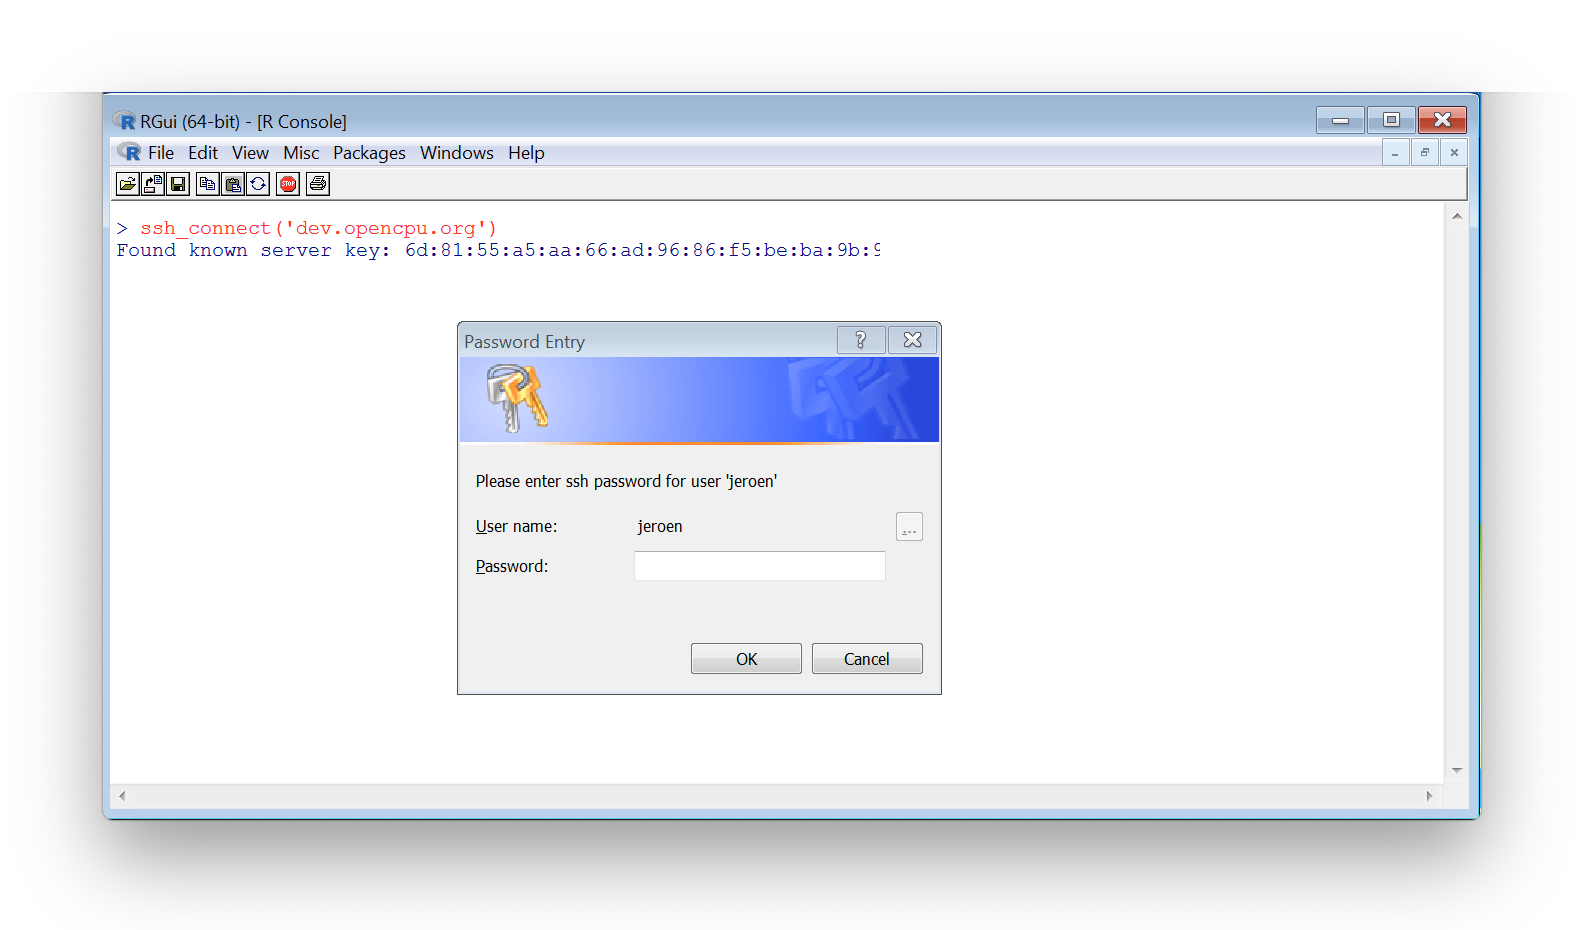 RGui (64-bit) - [R Console]
File Edit View Misc Packages Windows Help
STOP
> ssh_connect('dev.opencpu.org')
Found known server key: 6d:81:55:a5:aa:66:ad:96:86:f5:be:ba:9b:9
Password Entry
Please enter ssh password for user 'jeroen'
User name: jeroen ...
Password:
OK Cancel